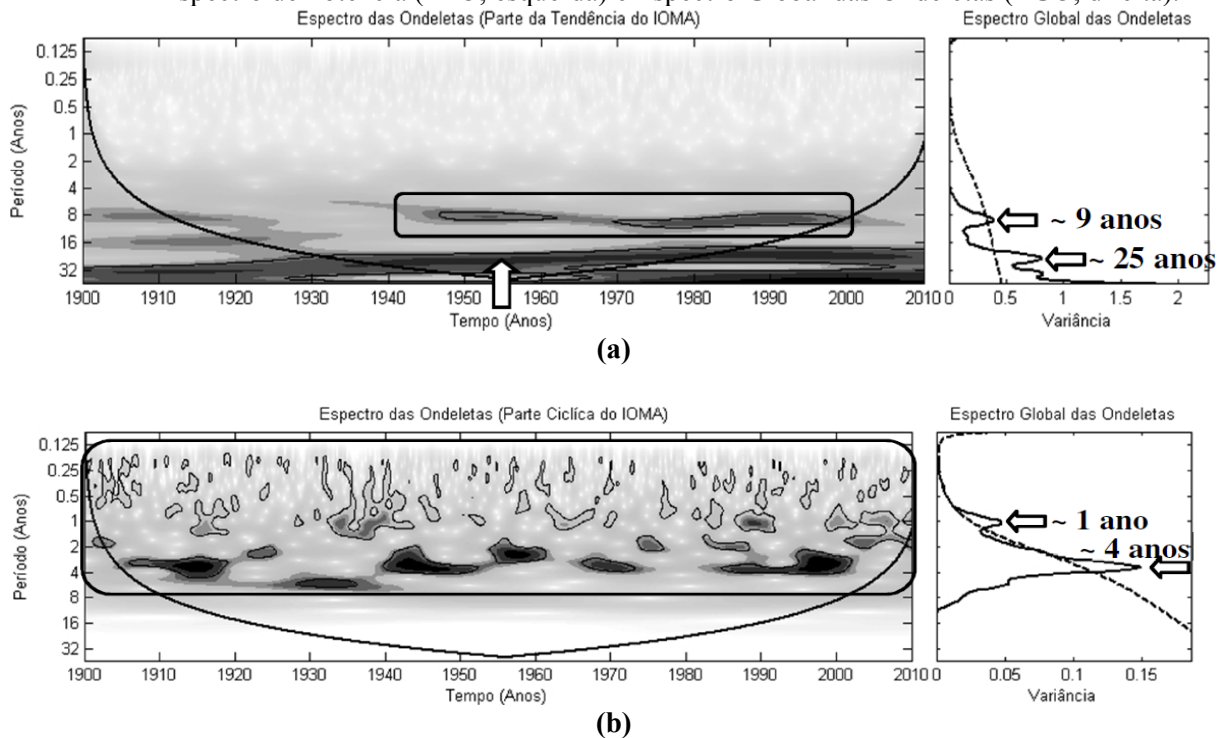 Espectro das Ondeletas (Parte da Tendência do IOMA)
Espectro Global das Ondeletas
Período (Anos)
0.125
0.25
0.5
1
2
4
8
16
32
1900 1910 1920 1930 1940 1950 1960 1970 1980 1990 2000 2010
Tempo (Anos)
~ 9 anos
~ 25 anos
0 0.5 1 1.5 2
Variância
(a)
Espectro das Ondeletas (Parte Ciclíca do IOMA)
Espectro Global das Ondeletas
Período (Anos)
0.125
0.25
0.5
1
2
4
8
16
32
1900 1910 1920 1930 1940 1950 1960 1970 1980 1990 2000 2010
Tempo (Anos)
~ 1 ano
~ 4 anos
0 0.05 0.1 0.15
Variância
(b)